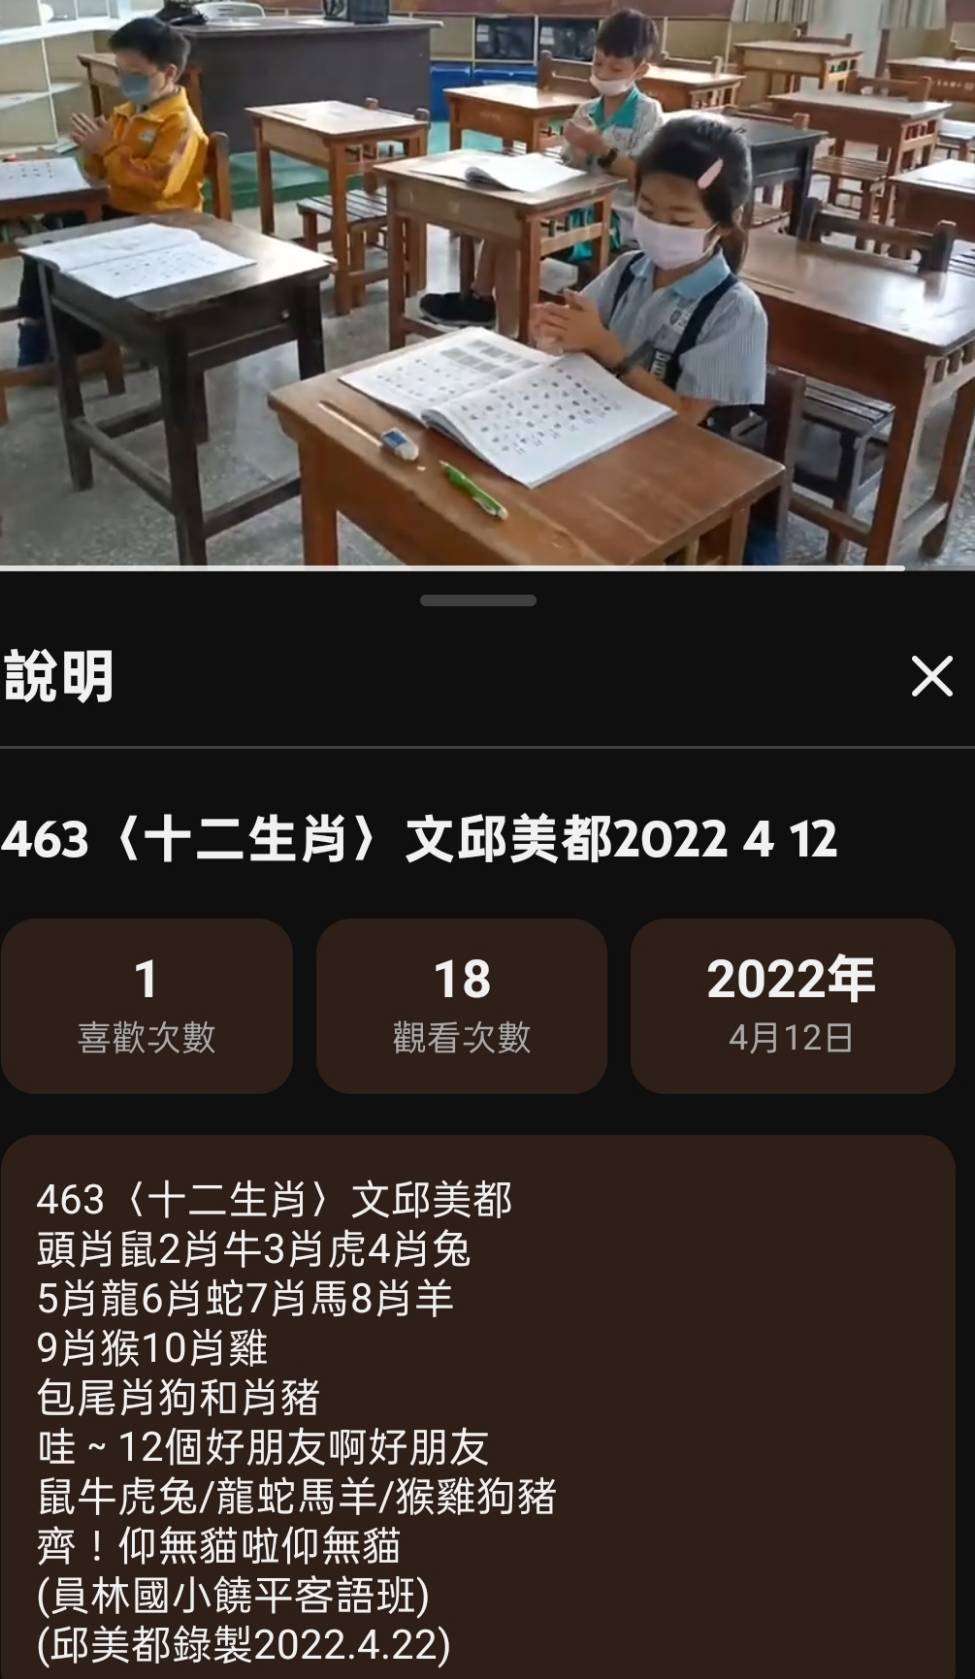 說明
463〈十二生肖〉文邱美都2022 4 12
1
喜歡次數
18
觀看次數
2022年
4月12日
463〈十二生肖〉文邱美都
頭肖鼠2肖牛3肖虎4肖兔
5肖龍6肖蛇7肖馬8肖羊
9肖猴10肖雞
包尾肖狗和肖豬
哇~12個好朋友啊好朋友
鼠牛虎兔/龍蛇馬羊/猴雞狗豬
齊！仰無貓啦仰無貓
(員林國小饒平客語班)
(邱美都錄製2022.4.22)